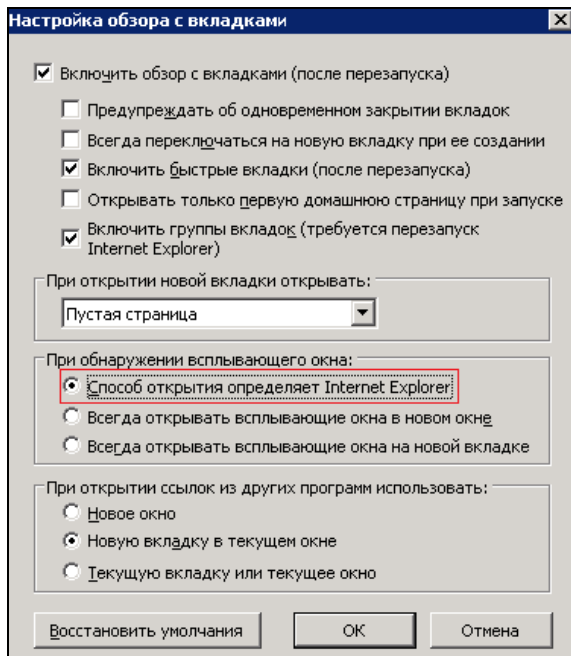 Настройка обзора с вкладками
Включить обзор с вкладками (после перезапуска)
Предупреждать об одновременном закрытии вкладок
Всегда переключаться на новую вкладку при ее создании
Включить быстрые вкладки (после перезапуска)
Открывать только первую домашнюю страницу при запуске
Включить группы вкладок (требуется перезапуск
Internet Explorer)
При открытии новой вкладки открывать:
Пустая страница
При обнаружении всплывающего окна:
Способ открытия определяет Internet Explorer
Всегда открывать всплывающие окна в новом окне
Всегда открывать всплывающие окна на новой вкладке
При открытии ссылок из других программ использовать:
Новое окно
Новую вкладку в текущем окне
Текущую вкладку или текущее окно
Восстановить умолчания ОК Отмена